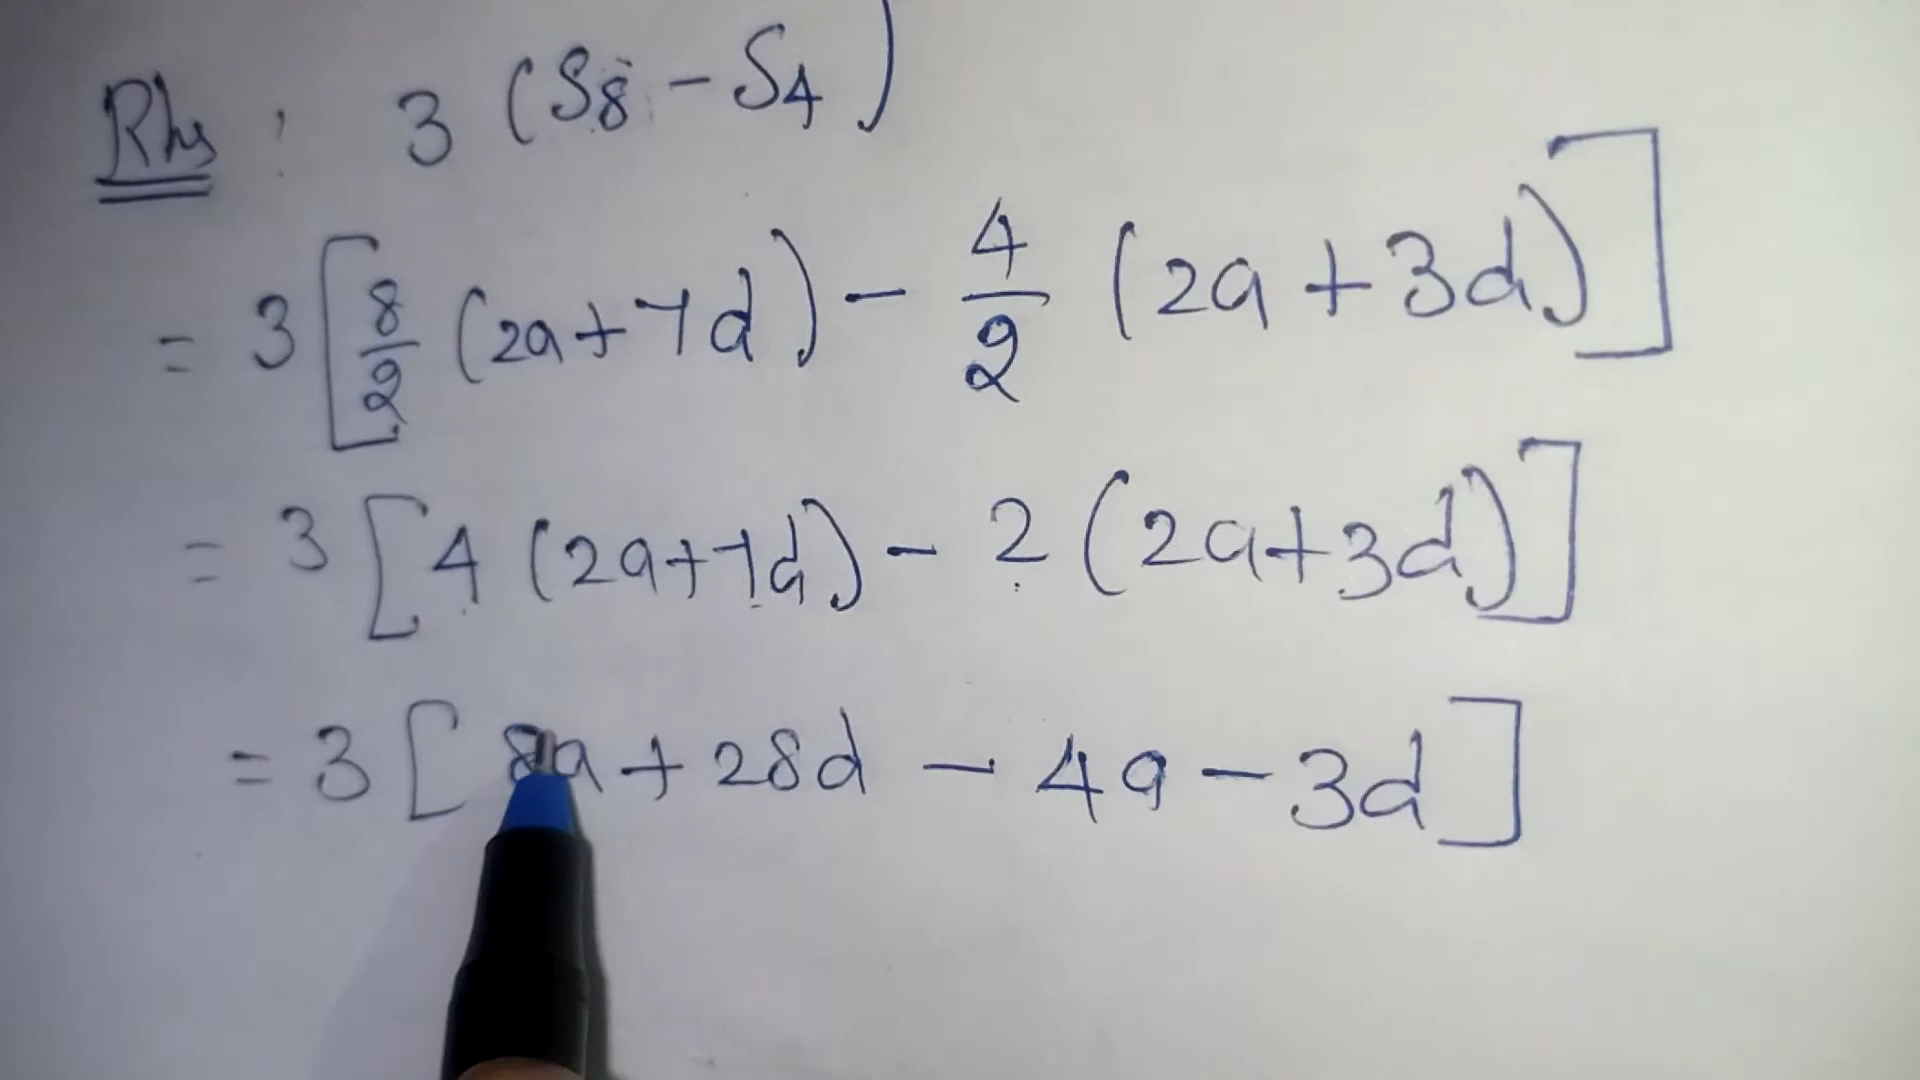 Rhs : 3 (S8 - S4)
= 3 [8/2 (2a + 7d) - 4/2 (2a + 3d)]
= 3 [4 (2a + 7d) - 2 (2a + 3d)]
= 3 [8a + 28d - 4a - 3d]